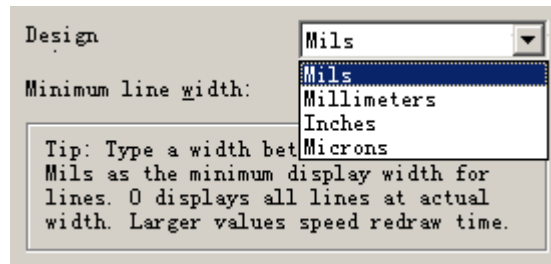 Design
Mils
Mils
Millimeters
Inches
Microns
Minimum line width:
Tip: Type a width bet
Mils as the minimum display width for
lines. 0 displays all lines at actual
width. Larger values speed redraw time.